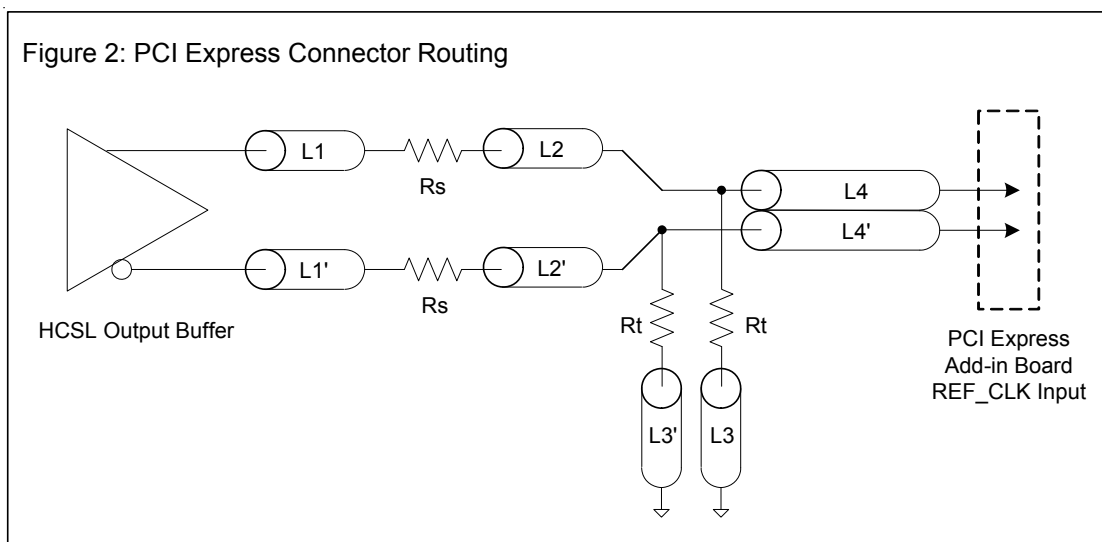 Figure 2: PCI Express Connector Routing
L1
Rs
L2
L4
L4'
L1'
Rs
L2'
HCSL Output Buffer
Rt
Rt
L3'
L3
PCI Express
Add-in Board
REF_CLK Input